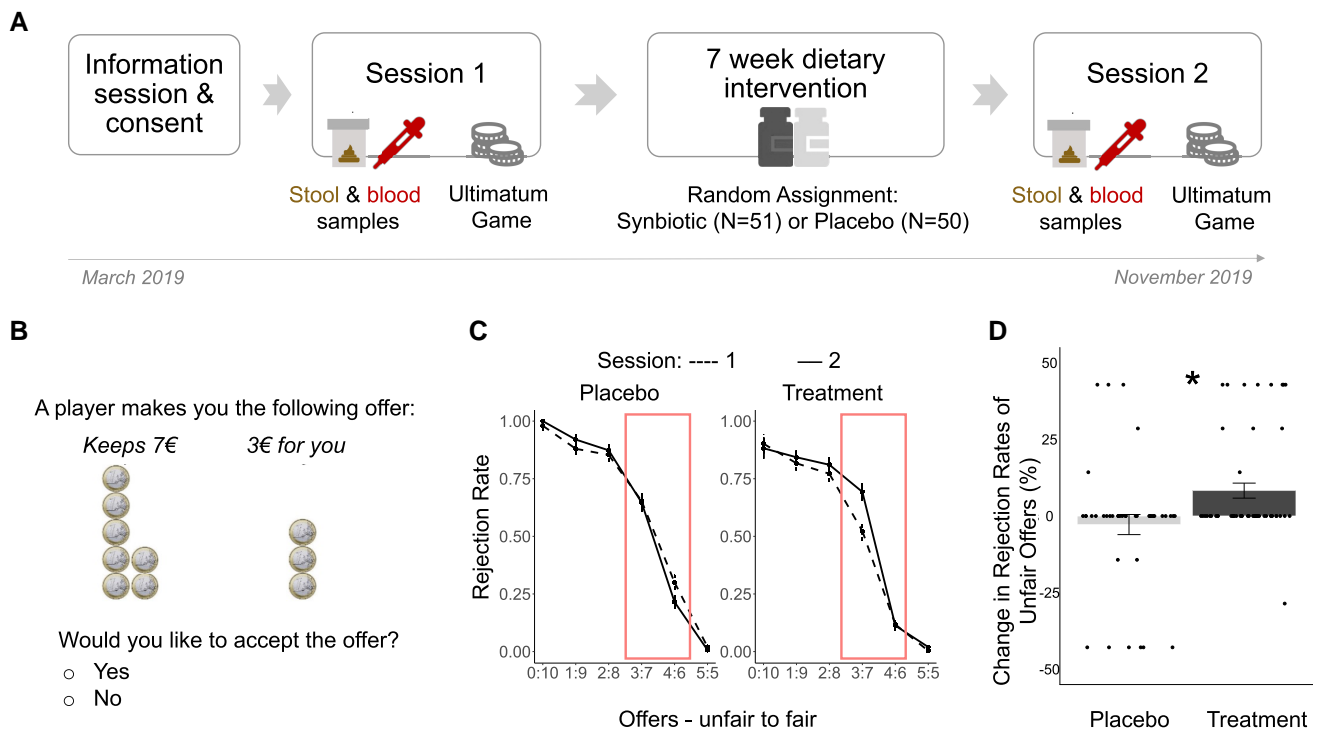 A
Information
session &
consent
Session 1
Stool & blood
samples
Ultimatum
Game
7 week dietary
intervention
Random Assignment:
Synbiotic (N=51) or Placebo (N=50)
Session 2
Stool & blood
samples
Ultimatum
Game
March 2019
November 2019
B
A player makes you the following offer:
Keeps 7€
3€ for you
Would you like to accept the offer?
Yes
No
C
Session: ---- 1 — 2
Placebo
Treatment
Rejection Rate
1.00
0.75
0.50
0.25
0.00
0:10 1:9 2:8 3:7 4:6 5:5
1.00
0.75
0.50
0.25
0.00
0:10 1:9 2:8 3:7 4:6 5:5
Offers - unfair to fair
D
Change in Rejection Rates of
Unfair Offers (%)
50
25
0
-25
-50
*
Placebo
Treatment